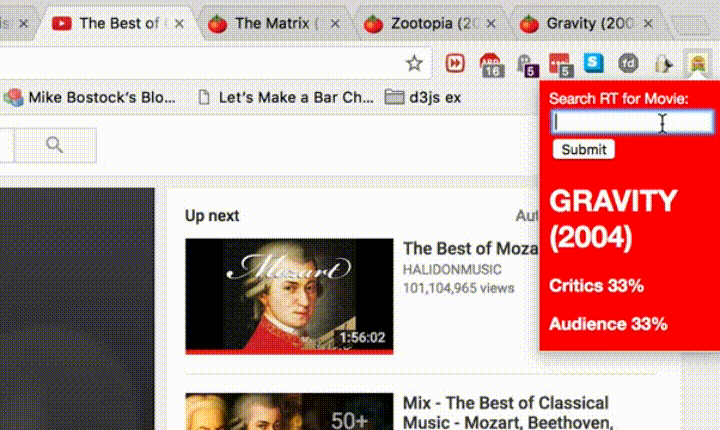 is
The Best of
The Matrix (
Zootopia (20
Gravity (200
16
5
5
S
fd
Mike Bostock's Blo...
Let's Make a Bar Ch...
d3js ex
Search RT for Movie:
Submit
GRAVITY
(2004)
Critics 33%
Audience 33%
Up next
Aut
The Best of Moza
HALIDONMUSIC
101,104,965 views
Mozart
1:56:02
Mix - The Best of Classical
Music - Mozart, Beethoven,
50+